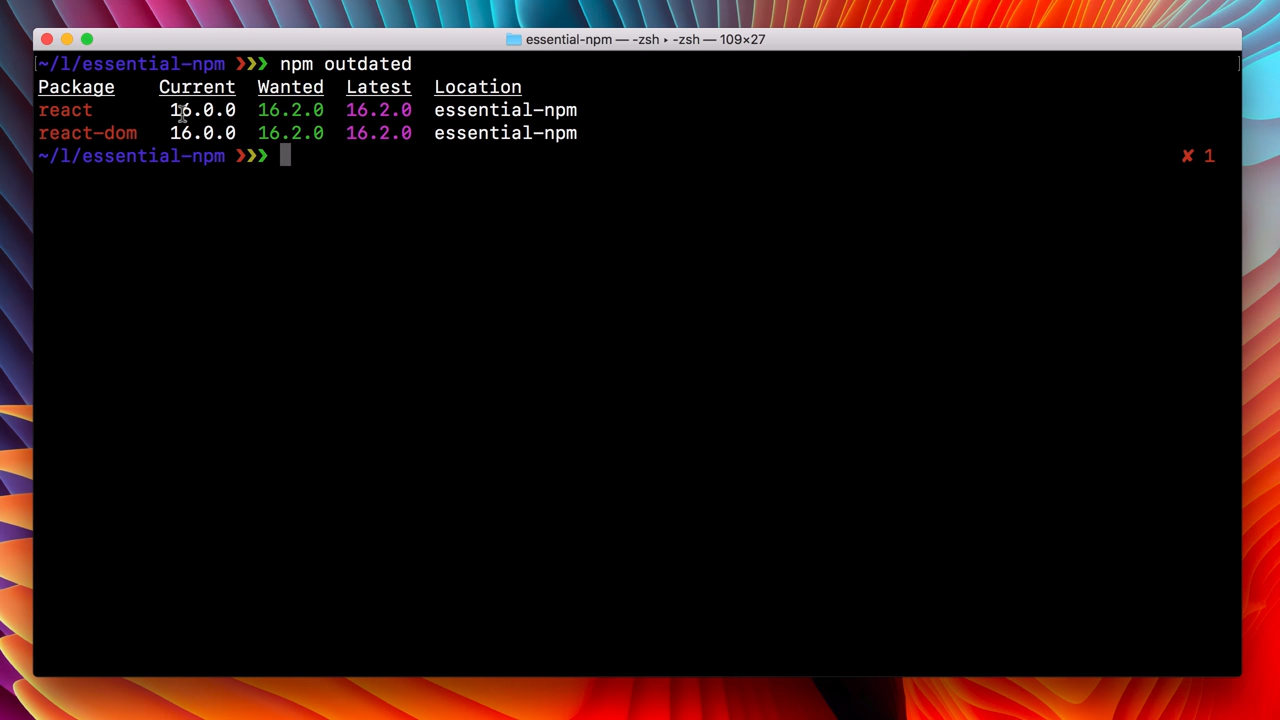 essential-npm — -zsh ▸ -zsh — 109×27
~/l/essential-npm ❯❯❯ npm outdated
Package Current Wanted Latest Location
react 16.0.0 16.2.0 16.2.0 essential-npm
react-dom 16.0.0 16.2.0 16.2.0 essential-npm
~/l/essential-npm ❯❯❯ ✘ 1